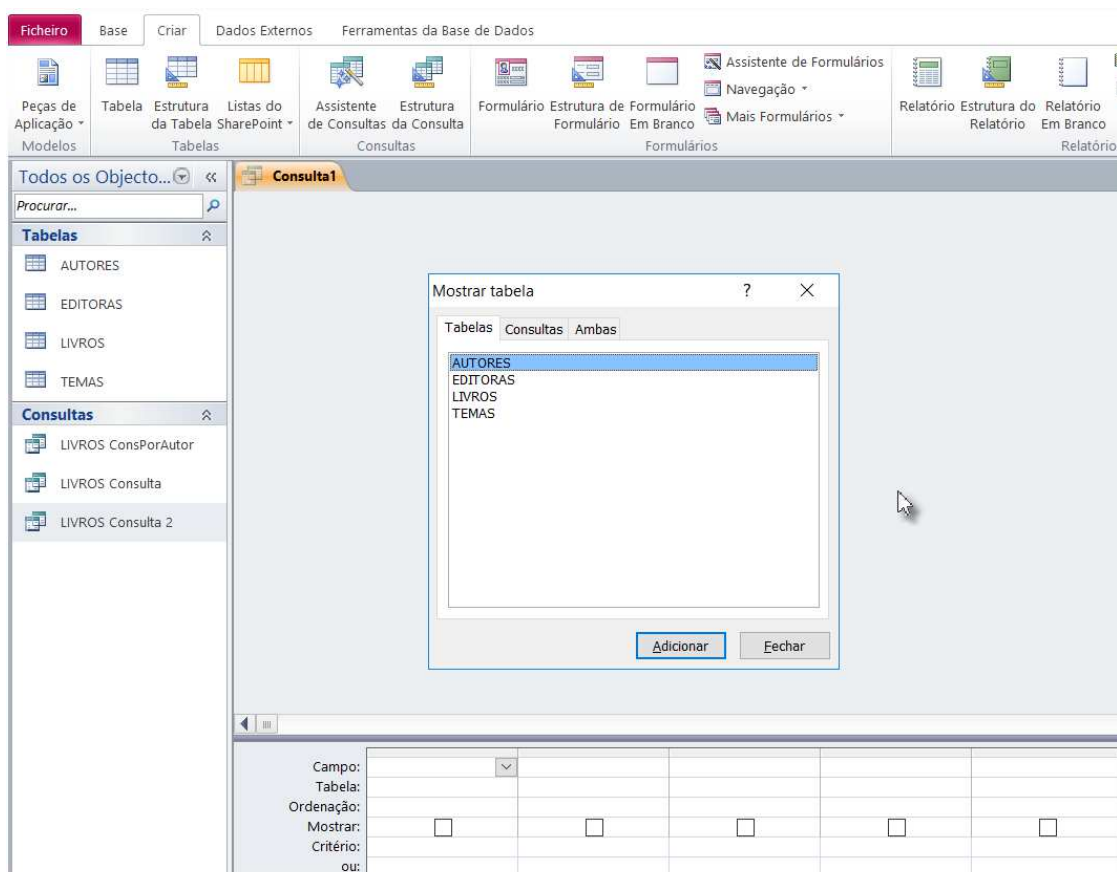 Ficheiro Base Criar Dados Externos Ferramentas da Base de Dados
Peças de Aplicação
Tabela
Estrutura da Tabela
Listas do SharePoint
Assistente de Consultas
Estrutura da Consulta
Formulário
Estrutura de Formulário
Formulário Em Branco
Assistente de Formulários
Navegação
Mais Formulários
Relatório
Estrutura do Relatório
Relatório Em Branco
Modelos Tabelas Consultas Formulários Relatório
Todos os Objecto...
Procurar...
Tabelas
AUTORES
EDITORAS
LIVROS
TEMAS
Consultas
LIVROS ConsPorAutor
LIVROS Consulta
LIVROS Consulta 2
Consulta1
Mostrar tabela ?
Tabelas Consultas Ambas
AUTORES
EDITORAS
LIVROS
TEMAS
Adicionar Fechar
Campo:
Tabela:
Ordenação:
Mostrar:
Critério:
ou: